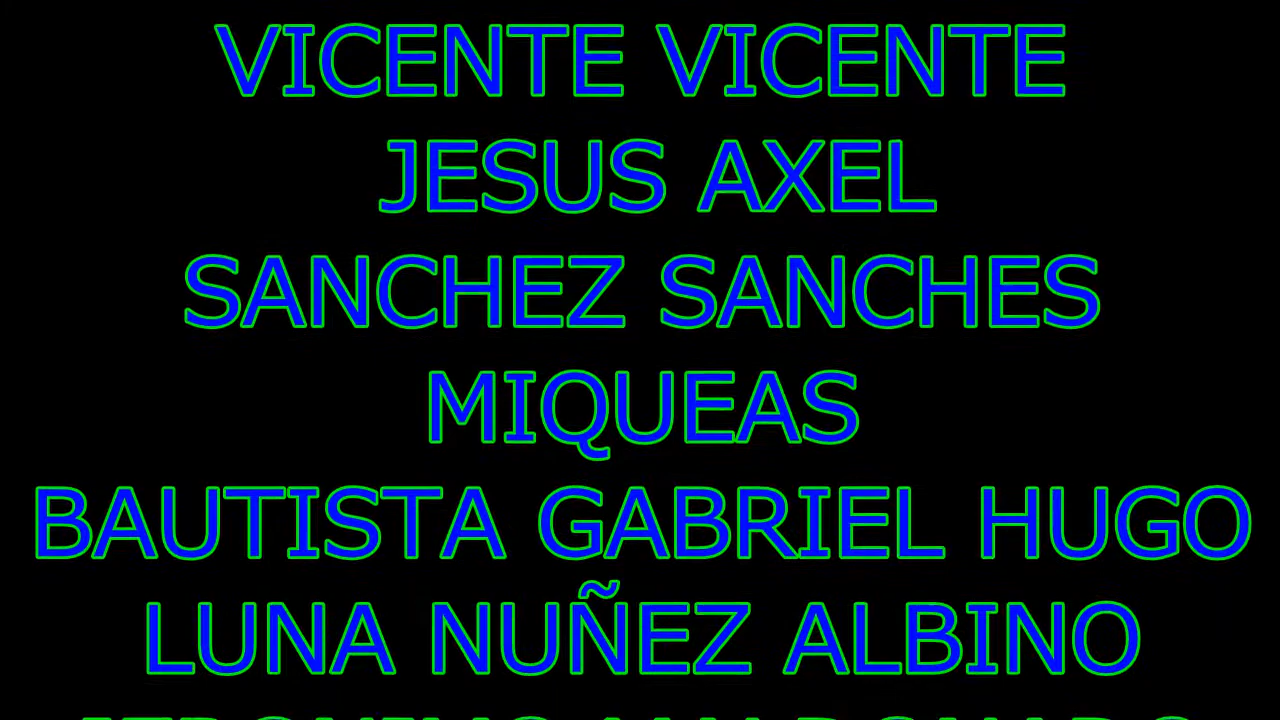 VICENTE VICENTE
JESUS AXEL
SANCHEZ SANCHES
MIQUEAS
BAUTISTA GABRIEL HUGO
LUNA NUÑEZ ALBINO